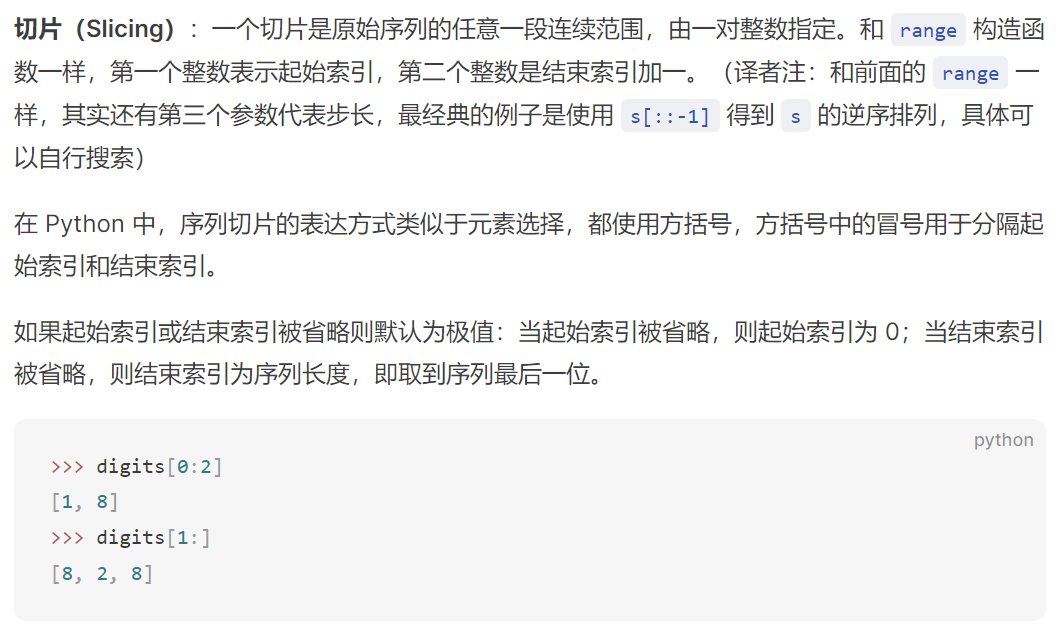 切片（Slicing）：一个切片是原始序列的任意一段连续范围，由一对整数指定。和 range 构造函
数一样，第一个整数表示起始索引，第二个整数是结束索引加一。（译者注：和前面的 range 一
样，其实还有第三个参数代表步长，最经典的例子是使用 s[::-1] 得到 s 的逆序排列，具体可
以自行搜索）
在 Python 中，序列切片的表达方式类似于元素选择，都使用方括号，方括号中的冒号用于分隔起
始索引和结束索引。
如果起始索引或结束索引被省略则默认为极值：当起始索引被省略，则起始索引为 0；当结束索引
被省略，则结束索引为序列长度，即取到序列最后一位。
python
>>> digits[0:2]
[1, 8]
>>> digits[1:]
[8, 2, 8]